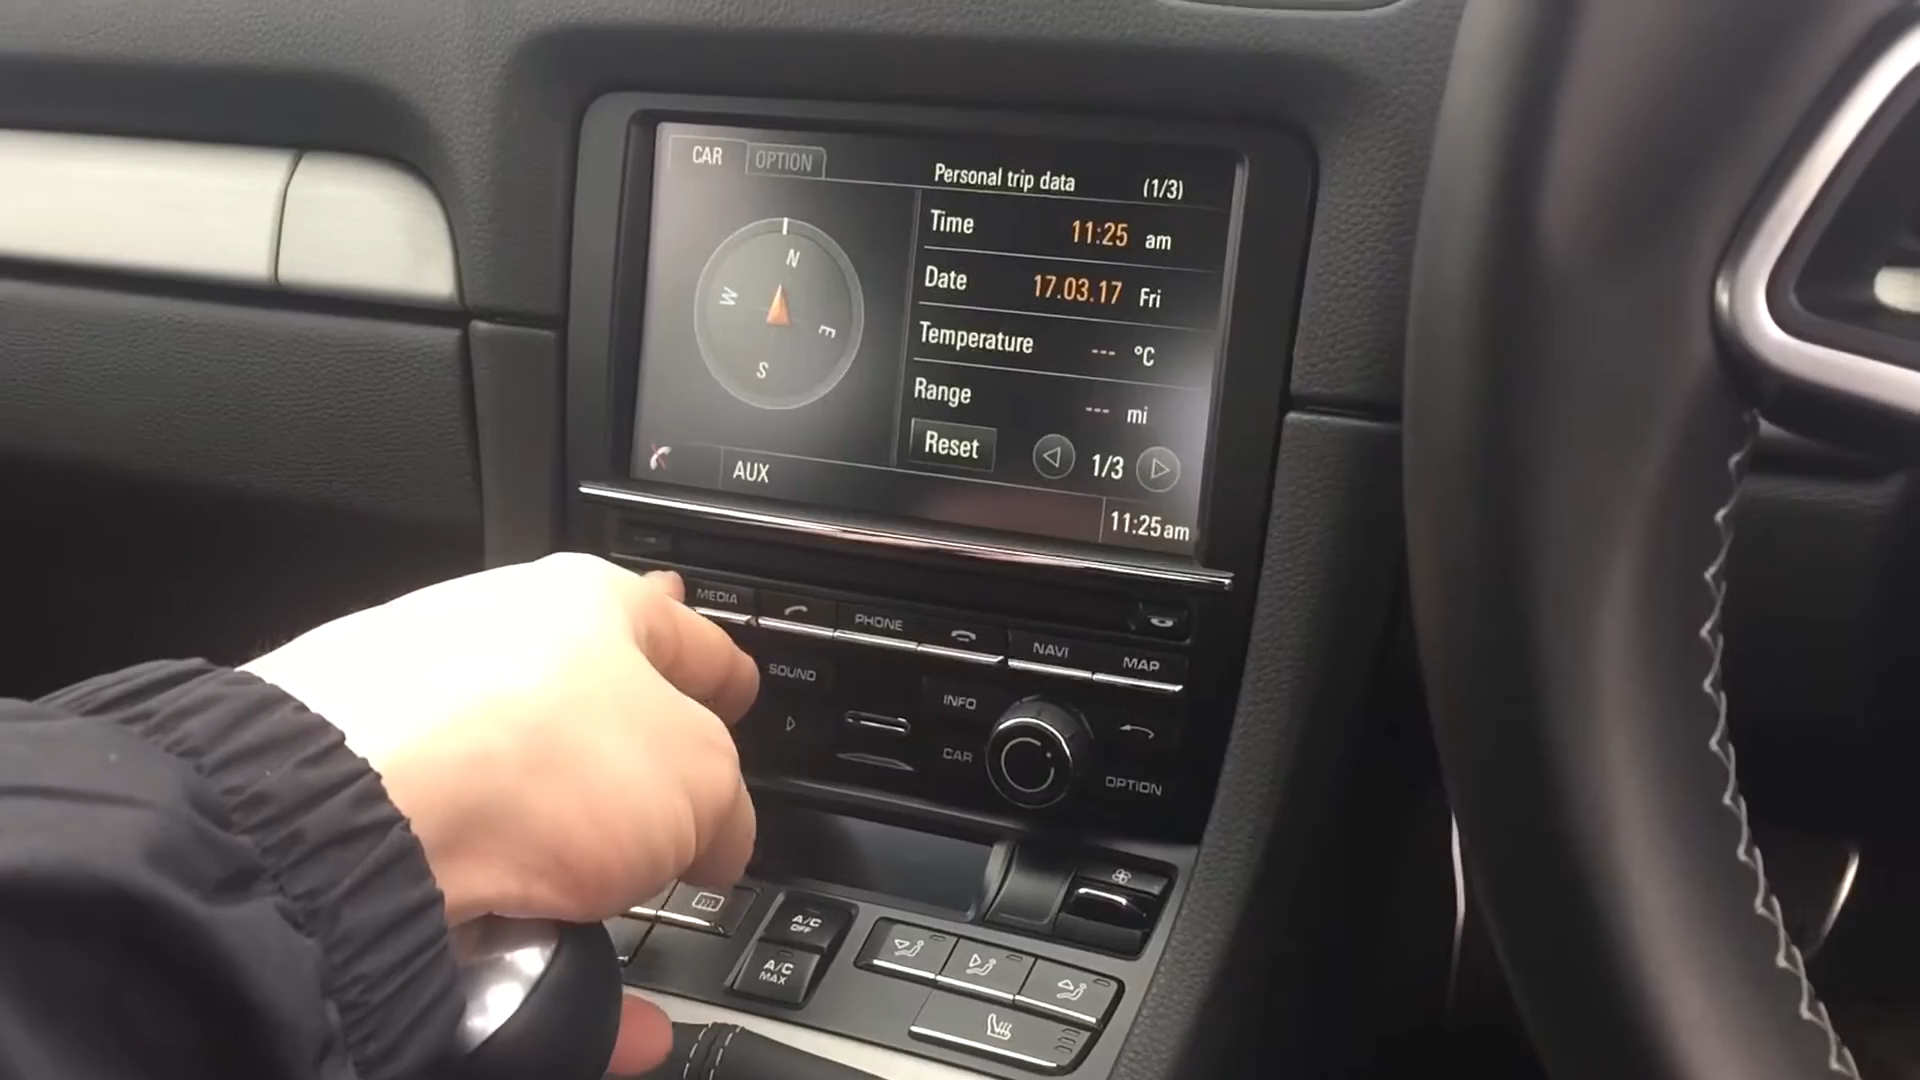 CAR
OPTION
Personal trip data (1/3)
Time 11:25 am
Date 17.03.17 Fri
Temperature --- °C
Range --- mi
Reset 1/3
N
W
E
S
AUX
11:25am
MEDIA
PHONE
NAVI
MAP
SOUND
INFO
CAR
OPTION
A/C
OFF
A/C
MAX